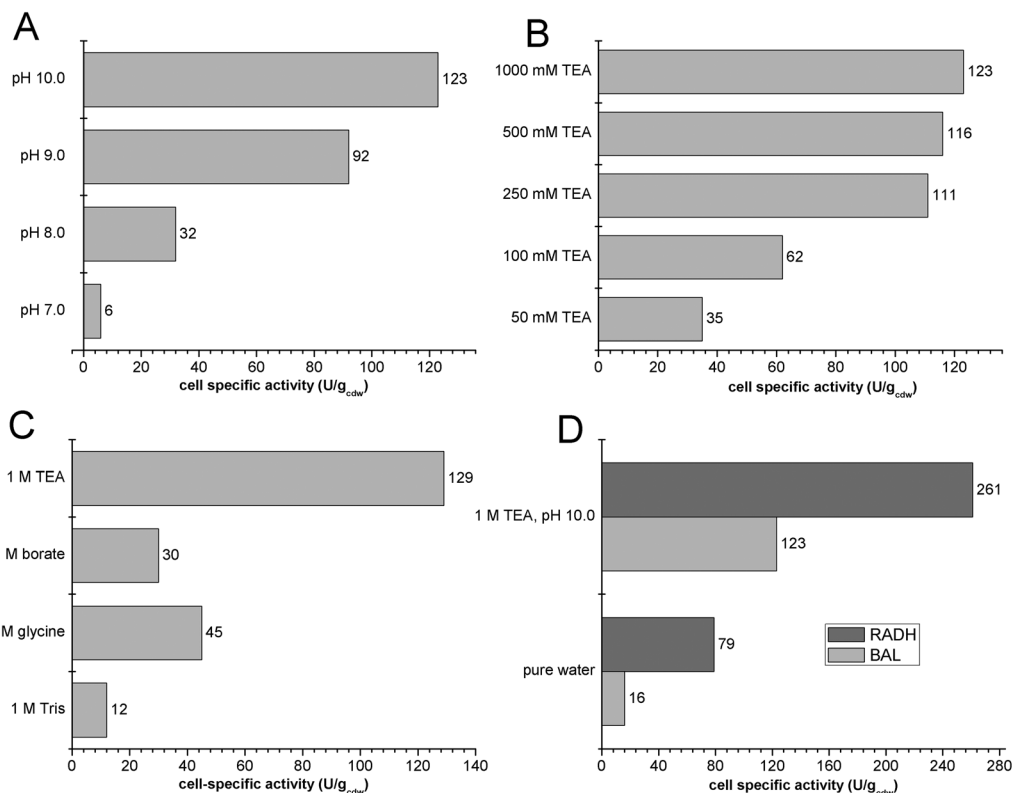 A
pH 10.0
123
pH 9.0
92
pH 8.0
32
pH 7.0
6
0 20 40 60 80 100 120
cell specific activity (U/gcdw)
B
1000 mM TEA
123
500 mM TEA
116
250 mM TEA
111
100 mM TEA
62
50 mM TEA
35
0 20 40 60 80 100 120
cell specific activity (U/gcdw)
C
1 M TEA
129
M borate
30
M glycine
45
1 M Tris
12
0 20 40 60 80 100 120 140
cell-specific activity (U/gcdw)
D
1 M TEA, pH 10.0
261
123
pure water
79
16
RADH
BAL
0 40 80 120 160 200 240 280
cell specific activity (U/gcdw)